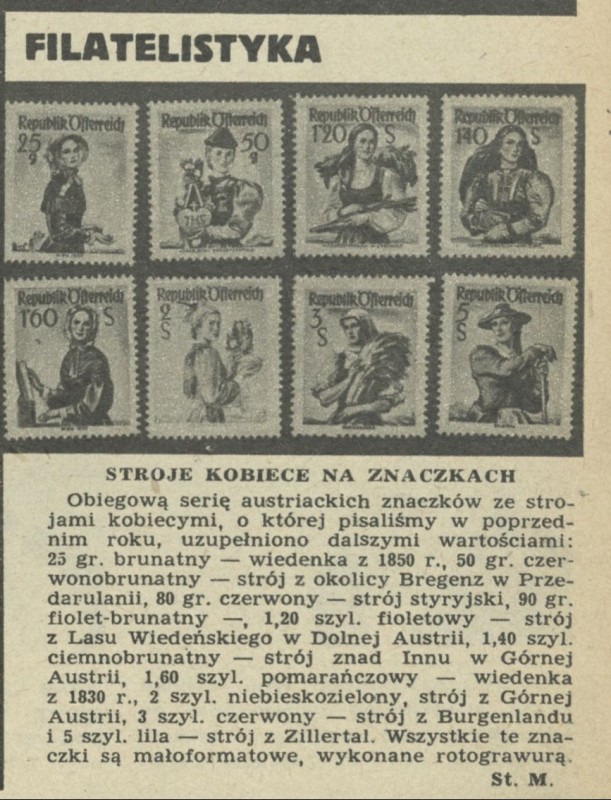 FILATELISTYKA
Republik Österreich
25 g
Republik Österreich
50 g
Republik Österreich
1'20 S
Republik Österreich
1'40 S
Republik Österreich
1'60 S
Republik Österreich
2 S
Republik Österreich
3 S
Republik Österreich
5 S
STROJE KOBIECE NA ZNACZKACH
Obiegową serię austriackich znaczków ze stro-
jami kobiecymi, o której pisaliśmy w poprzed-
nim roku, uzupełniono dalszymi wartościami:
25 gr. brunatny — wiedenka z 1850 r., 50 gr. czer-
wonobrunatny — strój z okolicy Bregenz w Prze-
darulanii, 80 gr. czerwony — strój styryjski, 90 gr.
fiolet-brunatny —, 1,20 szyl. fioletowy — strój
z Lasu Wiedeńskiego w Dolnej Austrii, 1,40 szyl.
ciemnobrunatny — strój znad Innu w Górnej
Austrii, 1,60 szyl. pomarańczowy — wiedenka
z 1830 r., 2 szyl. niebieskozielony, strój z Górnej
Austrii, 3 szyl. czerwony — strój z Burgenlandu
i 5 szyl. lila — strój z Zillertal. Wszystkie te zna-
czki są małoformatowe, wykonane rotograwurą.
St. M.